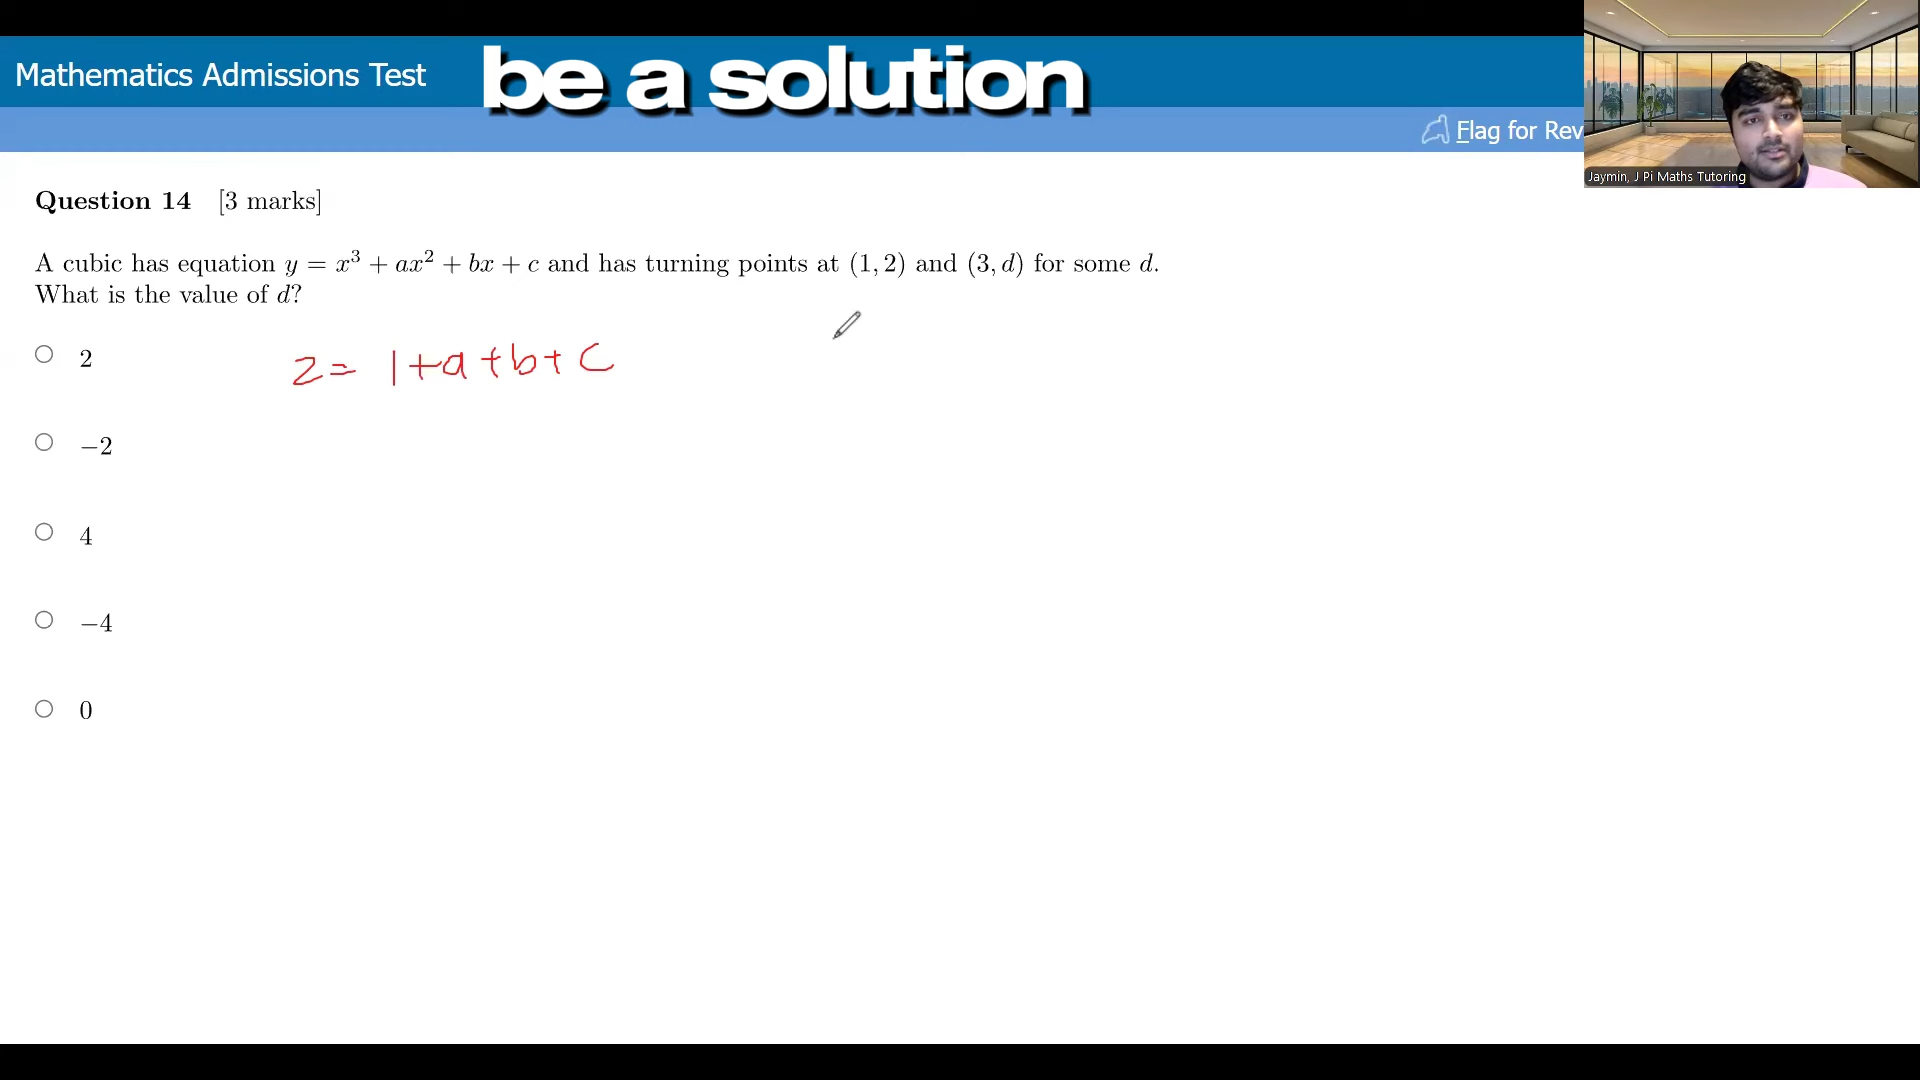 Mathematics Admissions Test
be a solution
Flag for Rev
Jaymin, J Pi Maths Tutoring
Question 14 [3 marks]
A cubic has equation y = x³ + ax² + bx + c and has turning points at (1, 2) and (3, d) for some d.
What is the value of d?
2
2 = 1+a+b+c
−2
4
−4
0